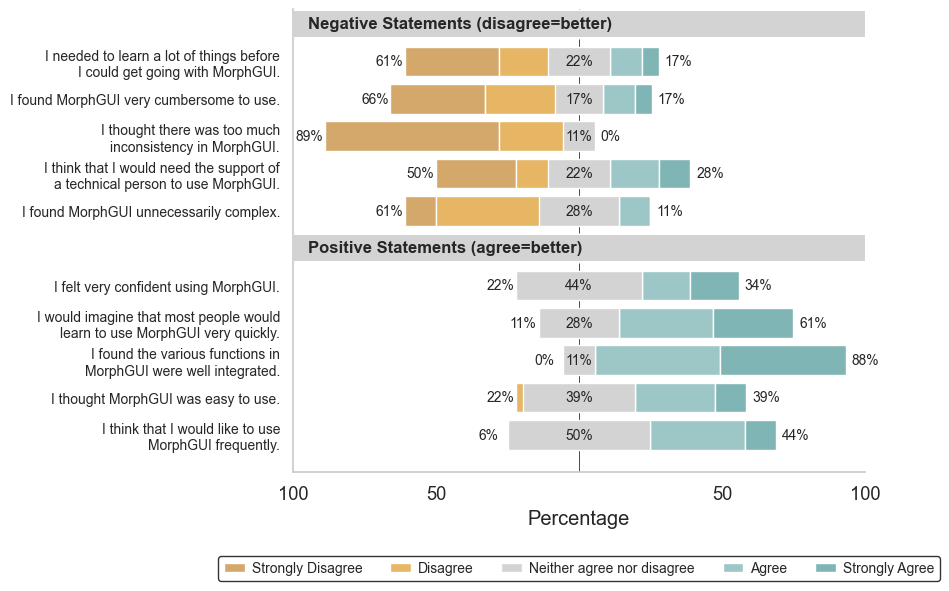 Negative Statements (disagree=better)
I needed to learn a lot of things before
I could get going with MorphGUI.
61% 22% 17%
I found MorphGUI very cumbersome to use.
66% 17% 17%
I thought there was too much
inconsistency in MorphGUI.
89% 11% 0%
I think that I would need the support of
a technical person to use MorphGUI.
50% 22% 28%
I found MorphGUI unnecessarily complex.
61% 28% 11%
Positive Statements (agree=better)
I felt very confident using MorphGUI.
22% 44% 34%
I would imagine that most people would
learn to use MorphGUI very quickly.
11% 28% 61%
I found the various functions in
MorphGUI were well integrated.
0% 11% 88%
I thought MorphGUI was easy to use.
22% 39% 39%
I think that I would like to use
MorphGUI frequently.
6% 50% 44%
100 50 50 100
Percentage
Strongly Disagree Disagree Neither agree nor disagree Agree Strongly Agree